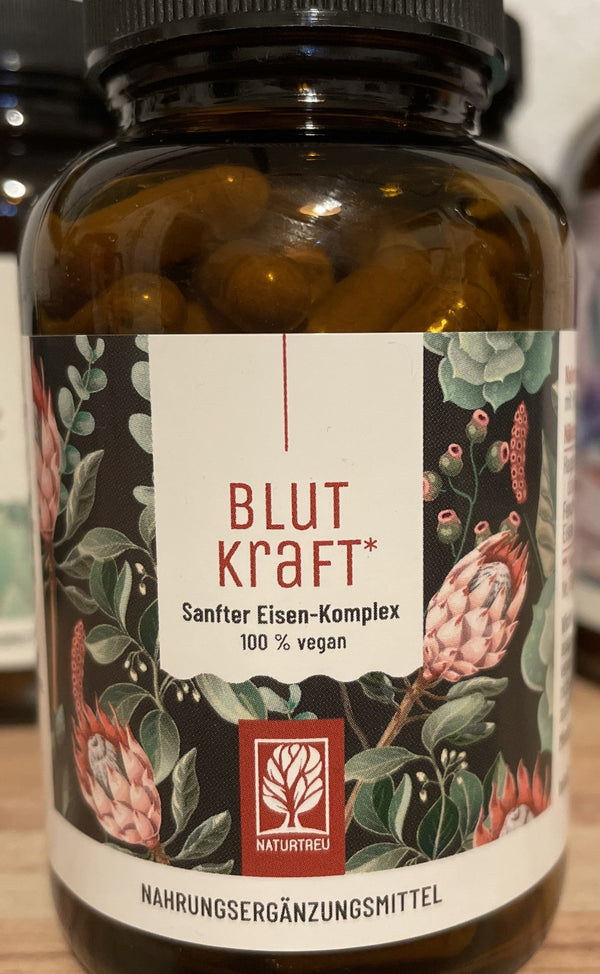 BLUT
KRAFT*
Sanfter Eisen-Komplex
100 % vegan
NATURTREU
NAHRUNGSERGÄNZUNGSMITTEL